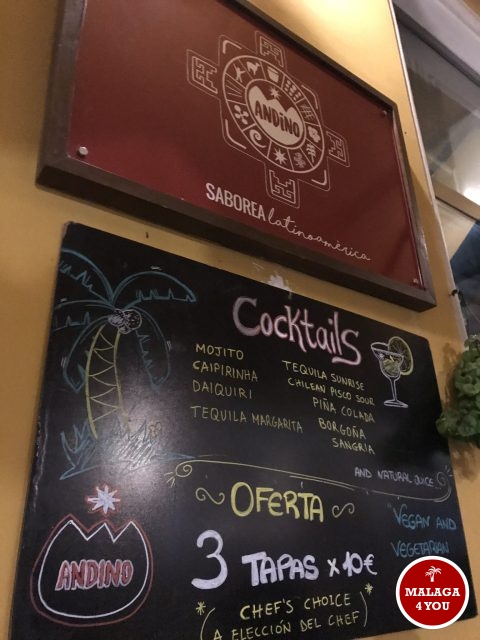 ANDINO
SABOREA latinoamérica
Cocktails
MOJITO
CAIPIRINHA
DAIQUIRI
TEQUILA MARGARITA
TEQUILA SUNRISE
CHILEAN PISCO SOUR
PIÑA COLADA
BORGOÑA
SANGRIA
AND NATURAL JUICE
OFERTA
3 TAPAS x 10€
CHEF'S CHOICE
(A ELECCIÓN DEL CHEF)
VEGAN AND
VEGETARIAN
ANDINO
MALAGA
4 YOU